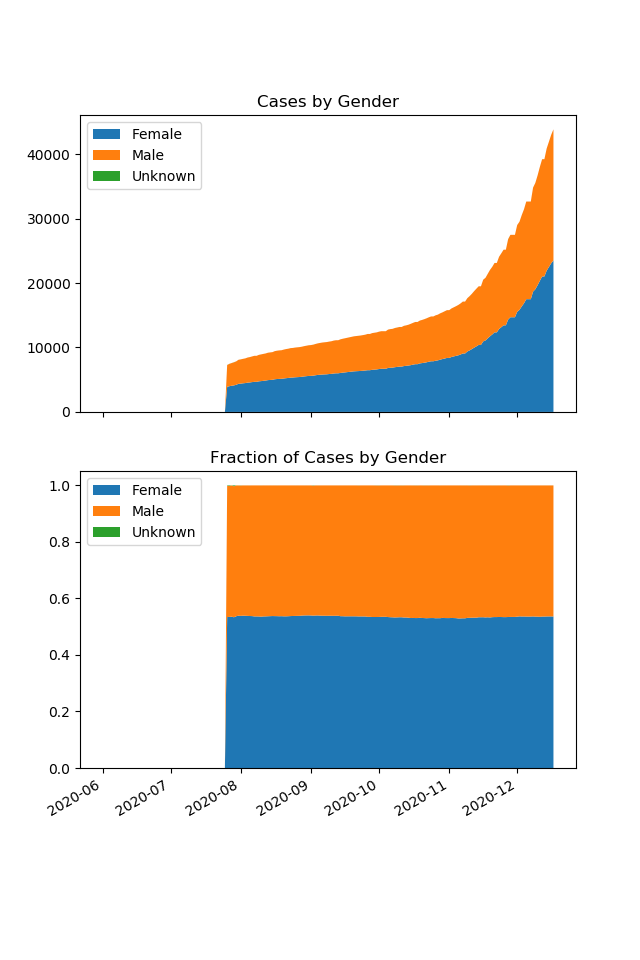 Cases by Gender
Female
Male
Unknown
40000
30000
20000
10000
0
Fraction of Cases by Gender
Female
Male
Unknown
1.0
0.8
0.6
0.4
0.2
0.0
2020-06 2020-07 2020-08 2020-09 2020-10 2020-11 2020-12